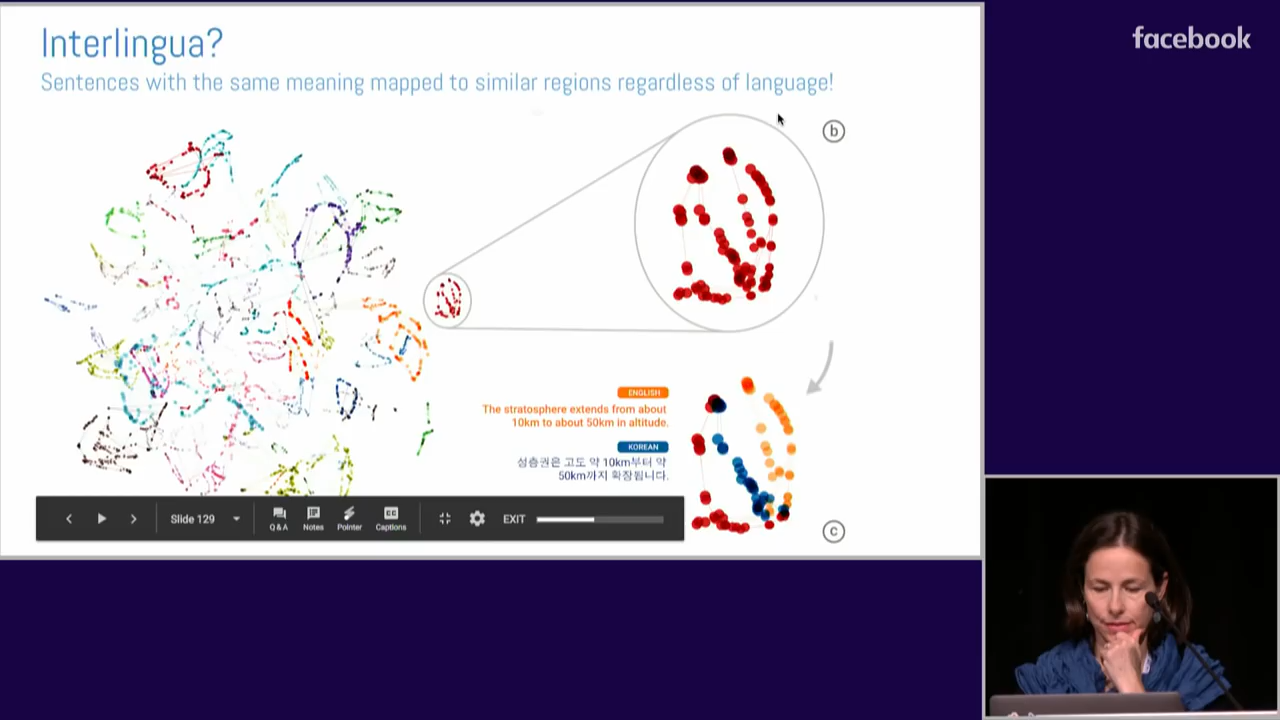 Interlingua?
Sentences with the same meaning mapped to similar regions regardless of language!
facebook
b
ENGLISH
The stratosphere extends from about
10km to about 50km in altitude.
KOREAN
성층권은 고도 약 10km부터 약
50km까지 확장됩니다.
Slide 129
Q&A
Notes
Pointer
CC
Captions
EXIT
c